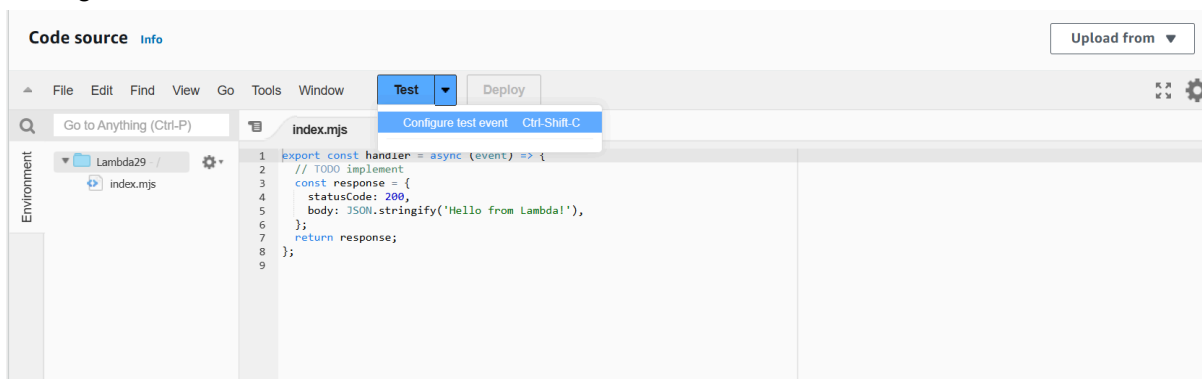 Code source Info
Upload from
File Edit Find View Go Tools Window Test Deploy
Configure test event Ctrl-Shift-C
Go to Anything (Ctrl-P)
index.mjs
Environment
Lambda29 - /
index.mjs
1 export const handler = async (event) => {
2 // TODO implement
3 const response = {
4 statusCode: 200,
5 body: JSON.stringify('Hello from Lambda!'),
6 };
7 return response;
8 };
9